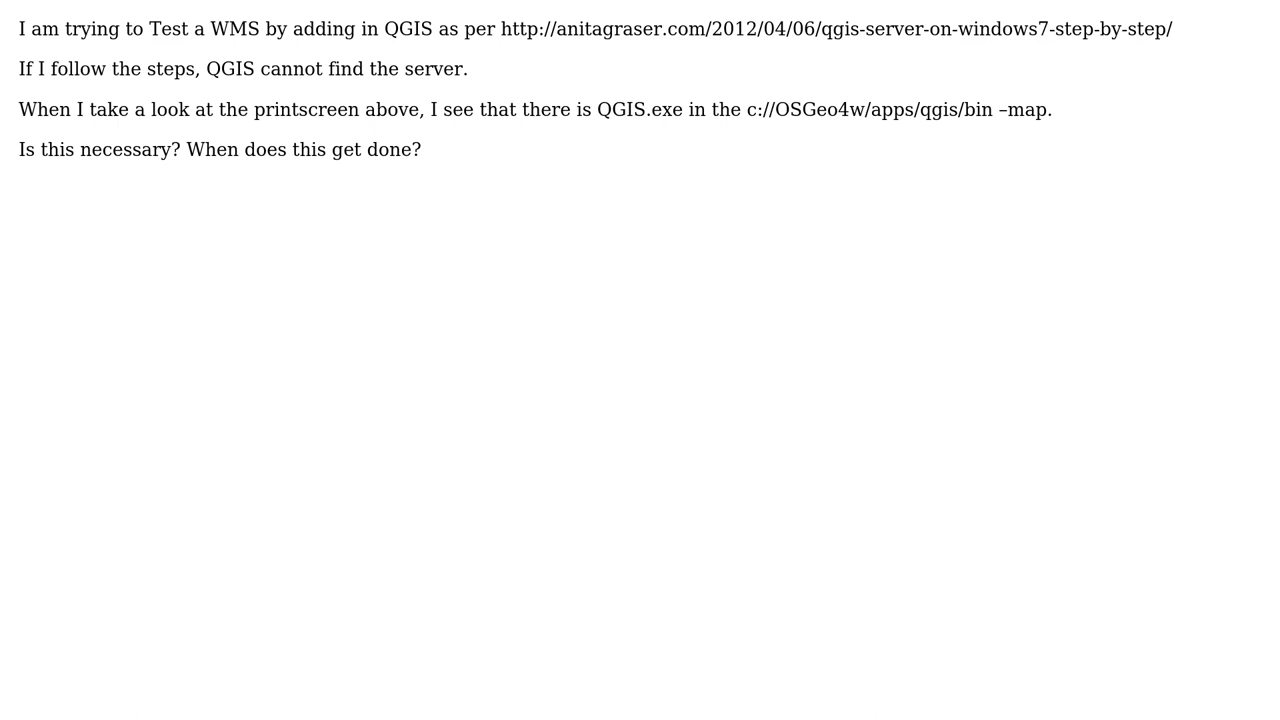 I am trying to Test a WMS by adding in QGIS as per http://anitagraser.com/2012/04/06/qgis-server-on-windows7-step-by-step/
If I follow the steps, QGIS cannot find the server.
When I take a look at the printscreen above, I see that there is QGIS.exe in the c://OSGeo4w/apps/qgis/bin –map.
Is this necessary? When does this get done?